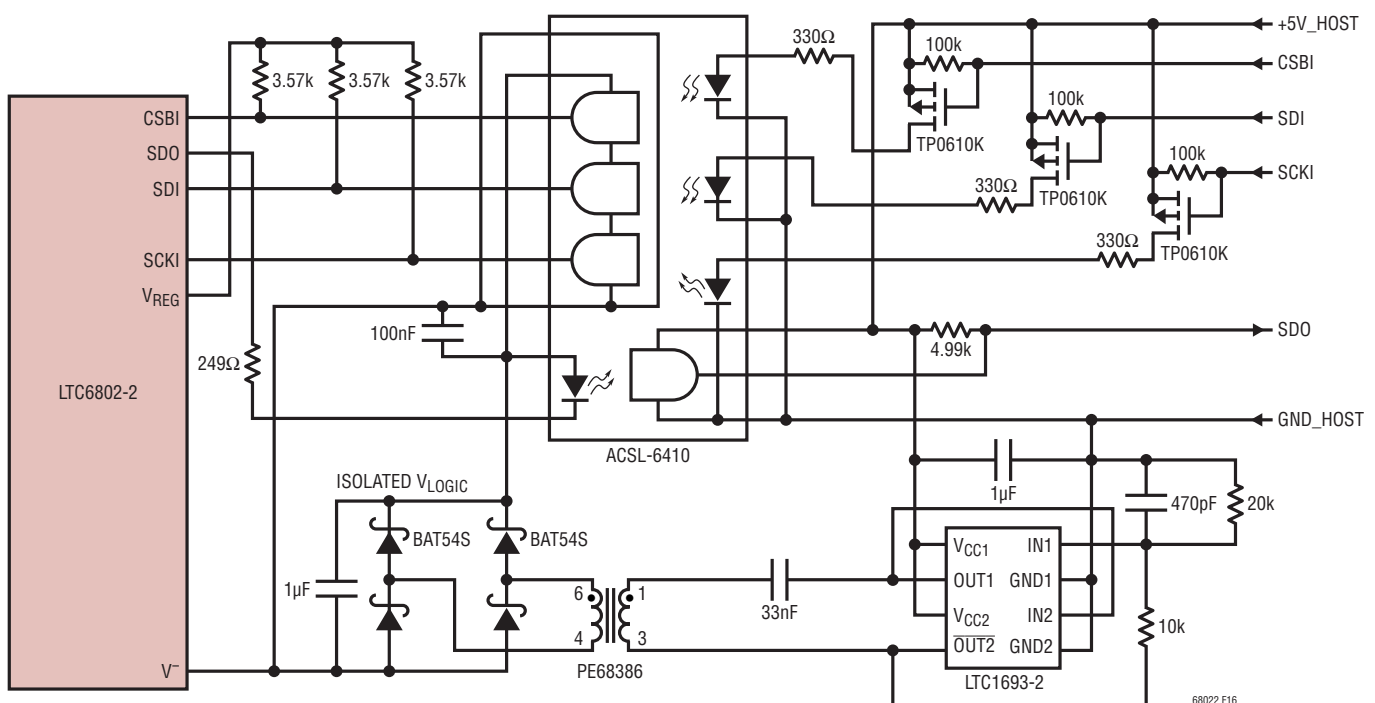 +5V_HOST
330Ω
100k
CSBI
3.57k
3.57k
3.57k
100k
CSBI
SDI
TP0610K
SDO
100k
SCKI
SDI
330Ω
TP0610K
330Ω
TP0610K
SCKI
VREG
100nF
SDO
4.99k
249Ω
LTC6802-2
GND_HOST
ACSL-6410
ISOLATED VLOGIC
1µF
470pF
20k
BAT54S
BAT54S
VCC1
IN1
1µF
6
1
OUT1
GND1
33nF
VCC2
IN2
10k
4
3
OUT2
GND2
V–
PE68386
LTC1693-2
68022 F16